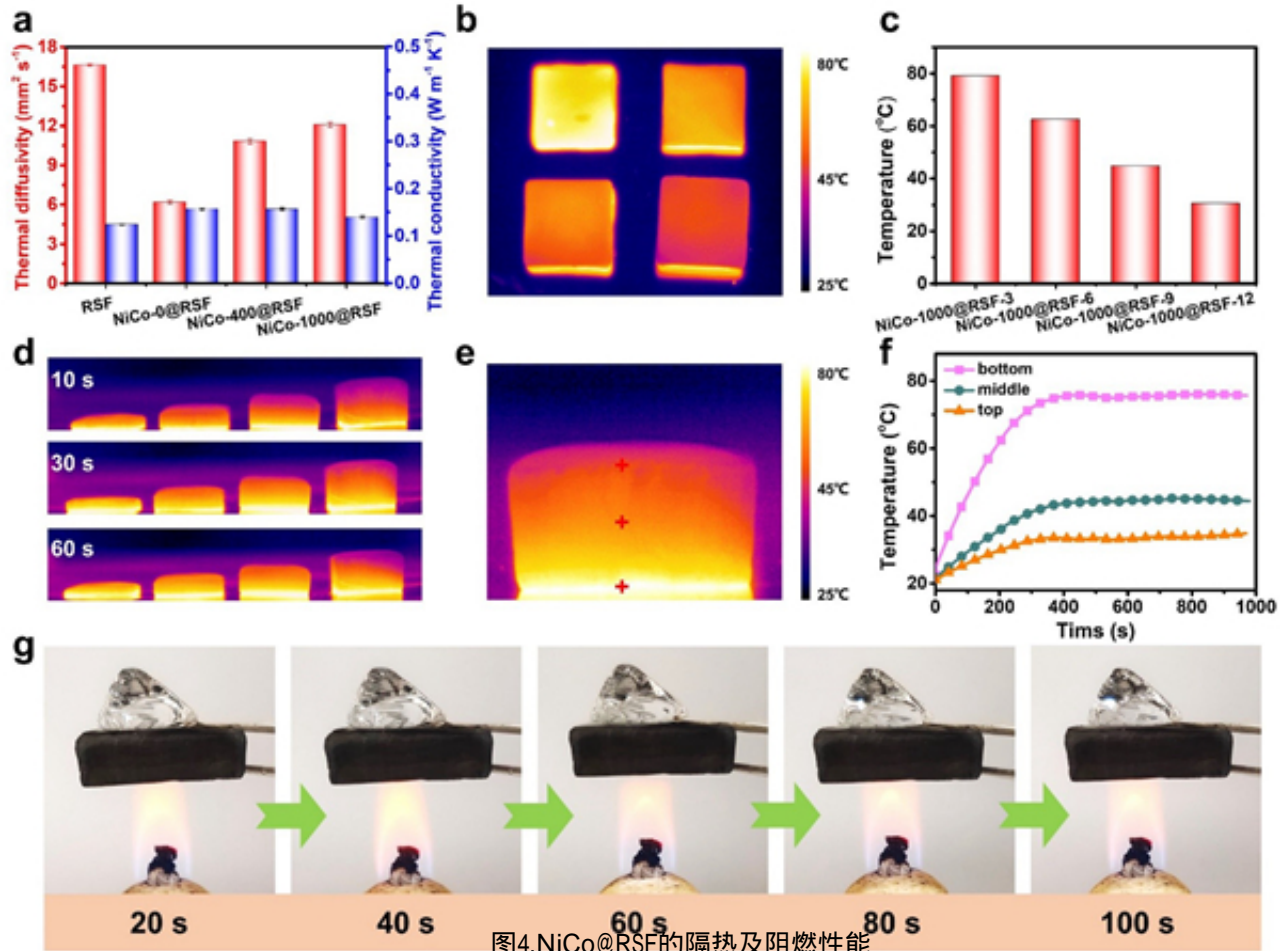 a
Thermal diffusivity (mm² s⁻¹)
18
15
12
9
6
3
0
0.5
0.4
0.3
0.2
0.1
0.0
Thermal conductivity (W m⁻¹ K⁻¹)
RSF
NiCo-0@RSF
NiCo-400@RSF
NiCo-1000@RSF
b
80℃
45℃
25℃
c
Temperature (°C)
80
60
40
20
0
NiCo-1000@RSF-3
NiCo-1000@RSF-6
NiCo-1000@RSF-9
NiCo-1000@RSF-12
d
10 s
30 s
60 s
e
80℃
45℃
25℃
f
bottom
middle
top
Temperature (°C)
80
60
40
20
0 200 400 600 800 1000
Tims (s)
g
20 s 40 s 60 s 80 s 100 s
图4.NiCo@RSF的隔热及阻燃性能